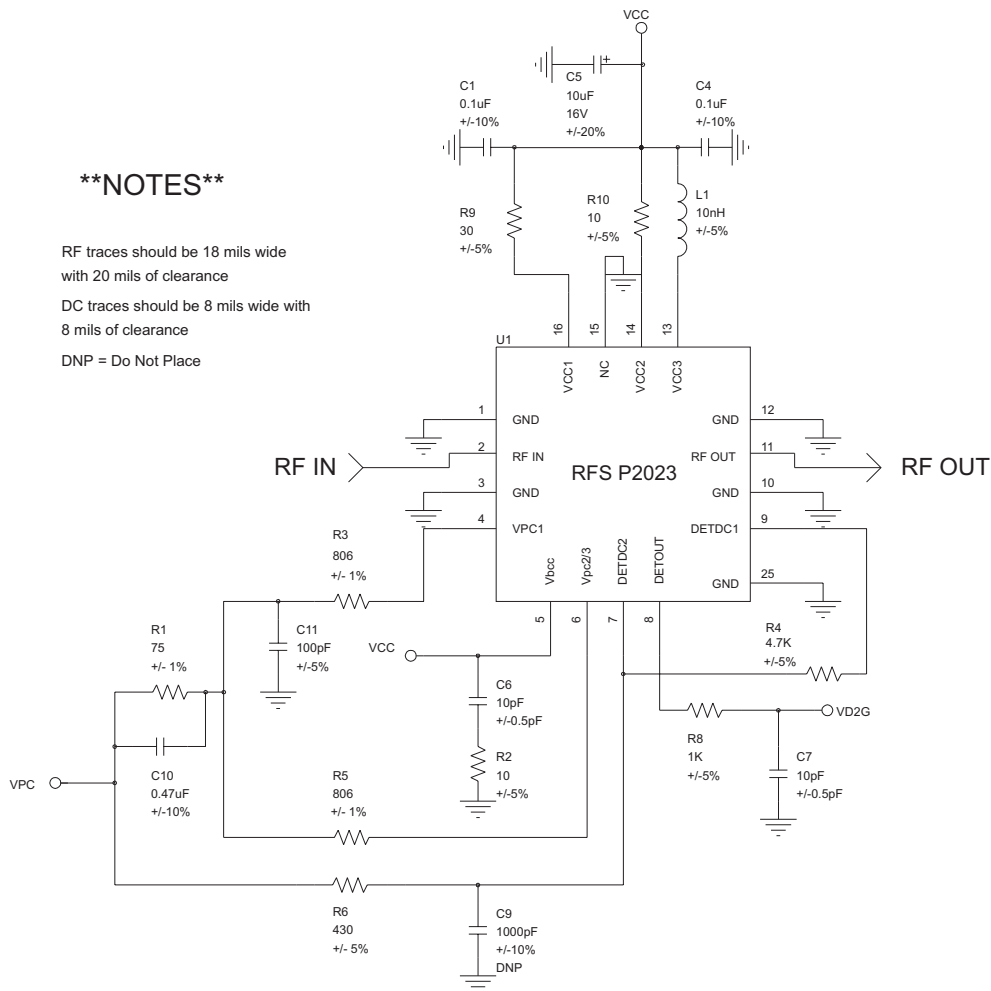 VCC
C5
10uF
16V
+/-20%
+
C1
0.1uF
+/-10%
C4
0.1uF
+/-10%
**NOTES**
RF traces should be 18 mils wide
with 20 mils of clearance
DC traces should be 8 mils wide with
8 mils of clearance
DNP = Do Not Place
R9
30
+/-5%
R10
10
+/-5%
L1
10nH
+/-5%
16
15
14
13
U1
VCC1
NC
VCC2
VCC3
1
GND
GND
12
RF IN
2
RF IN
RF OUT
11
RF OUT
RFS P2023
3
GND
GND
10
4
VPC1
DETDC1
9
Vbcc
Vpc2/3
DETDC2
DETOUT
GND
25
5
6
7
8
R3
806
+/- 1%
C11
100pF
+/-5%
R1
75
+/- 1%
VCC
R4
4.7K
+/-5%
C6
10pF
+/-0.5pF
R2
10
+/-5%
VD2G
R8
1K
+/-5%
C7
10pF
+/-0.5pF
VPC
C10
0.47uF
+/-10%
R5
806
+/- 1%
R6
430
+/- 5%
C9
1000pF
+/-10%
DNP